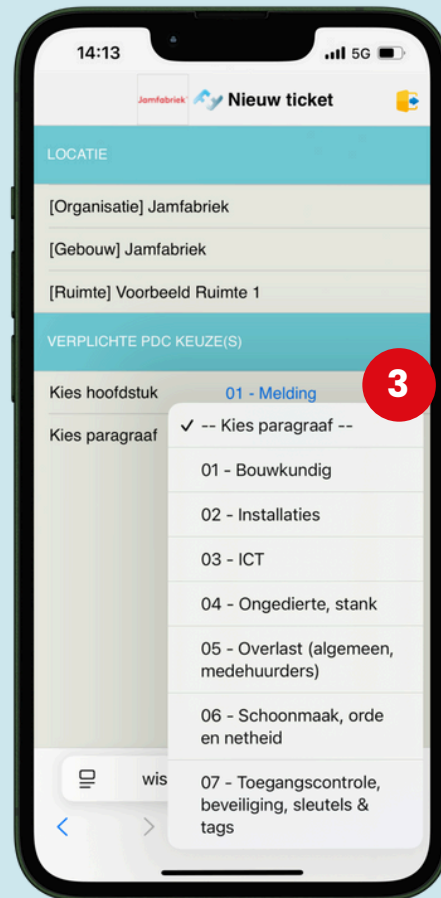 14:13
5G
Jamfabriek
Nieuw ticket
LOCATIE
[Organisatie] Jamfabriek
[Gebouw] Jamfabriek
[Ruimte] Voorbeeld Ruimte 1
VERPLICHTE PDC KEUZE(S)
3
Kies hoofdstuk 01 - Melding
Kies paragraaf
✓ -- Kies paragraaf --
01 - Bouwkundig
02 - Installaties
03 - ICT
04 - Ongedierte, stank
05 - Overlast (algemeen,
medehuurders)
06 - Schoonmaak, orde
en netheid
07 - Toegangscontrole,
beveiliging, sleutels &
tags
wis